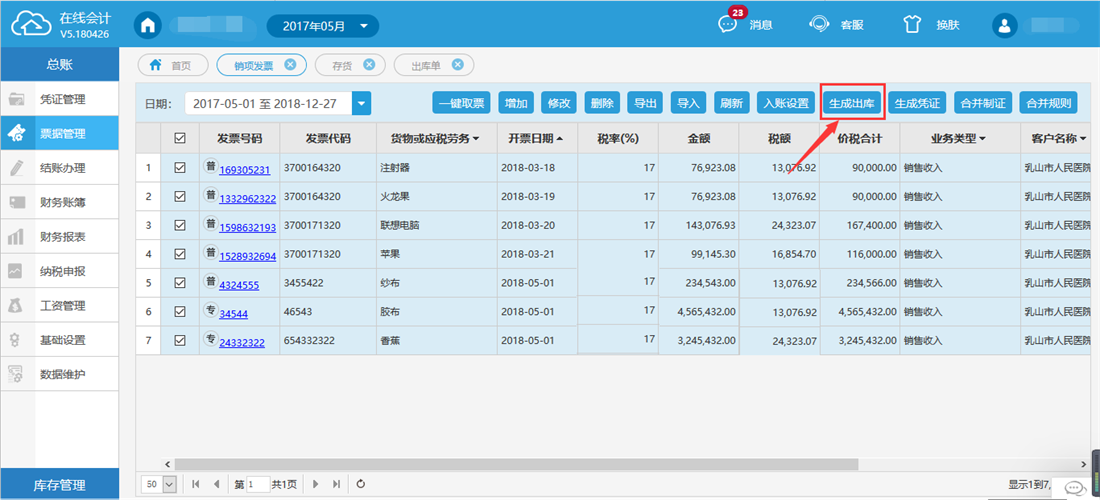 在线会计
V5.180426
2017年05月
23
消息
客服
换肤
总账
凭证管理
票据管理
结账办理
财务账簿
财务报表
纳税申报
工资管理
基础设置
数据维护
库存管理
首页 销项发票 存货 出库单
日期: 2017-05-01 至 2018-12-27 一键取票 增加 修改 删除 导出 导入 刷新 入账设置 生成出库 生成凭证 合并制证 合并规则
发票号码 发票代码 货物或应税劳务 开票日期 税率(%) 金额 税额 价税合计 业务类型 客户名称
1 普 169305231 3700164320 注射器 2018-03-18 17 76,923.08 13,076.92 90,000.00 销售收入 乳山市人民医院
2 普 1332962322 3700164320 火龙果 2018-03-19 17 76,923.08 13,076.92 90,000.00 销售收入 乳山市人民医院
3 普 1598632193 3700171320 联想电脑 2018-03-20 17 143,076.93 24,323.07 167,400.00 销售收入 乳山市人民医院
4 普 1528932694 3700171320 苹果 2018-03-21 17 99,145.30 16,854.70 116,000.00 销售收入 乳山市人民医院
5 普 4324555 3455422 纱布 2018-05-01 17 234,543.00 13,076.92 234,566.00 销售收入 乳山市人民医院
6 专 34544 46543 胶布 2018-05-01 17 4,565,432.00 13,076.92 4,565,432.00 销售收入 乳山市人民医院
7 专 24332322 654332322 香蕉 2018-05-01 17 3,245,432.00 24,323.07 3,245,432.00 销售收入 乳山市人民医院
50 第 1 共1页 显示1到7,